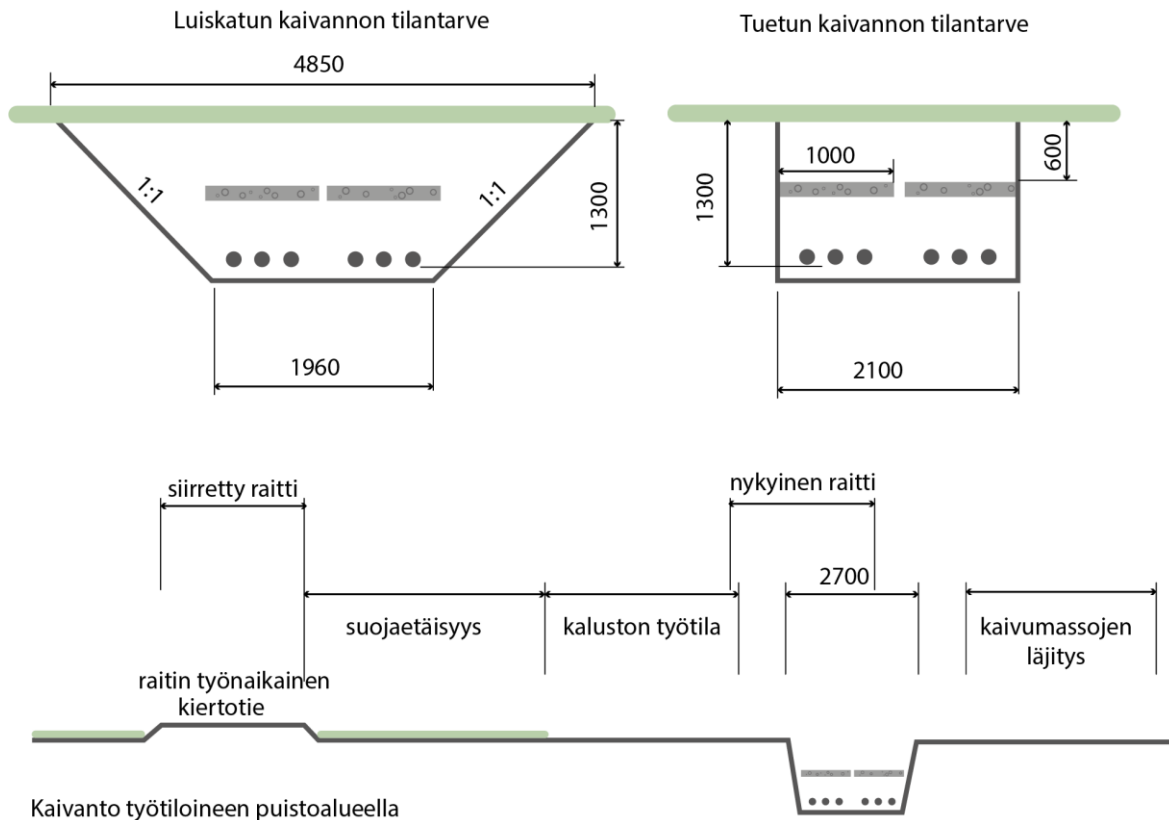 Luiskatun kaivannon tilantarve
4850
1:1
1:1
1300
1960
Tuetun kaivannon tilantarve
1000
600
1300
2100
siirretty raitti
nykyinen raitti
2700
suojaetäisyys
kaluston työtila
kaivumassojen
läjitys
raitin työnaikainen
kiertotie
Kaivanto työtiloineen puistoalueella